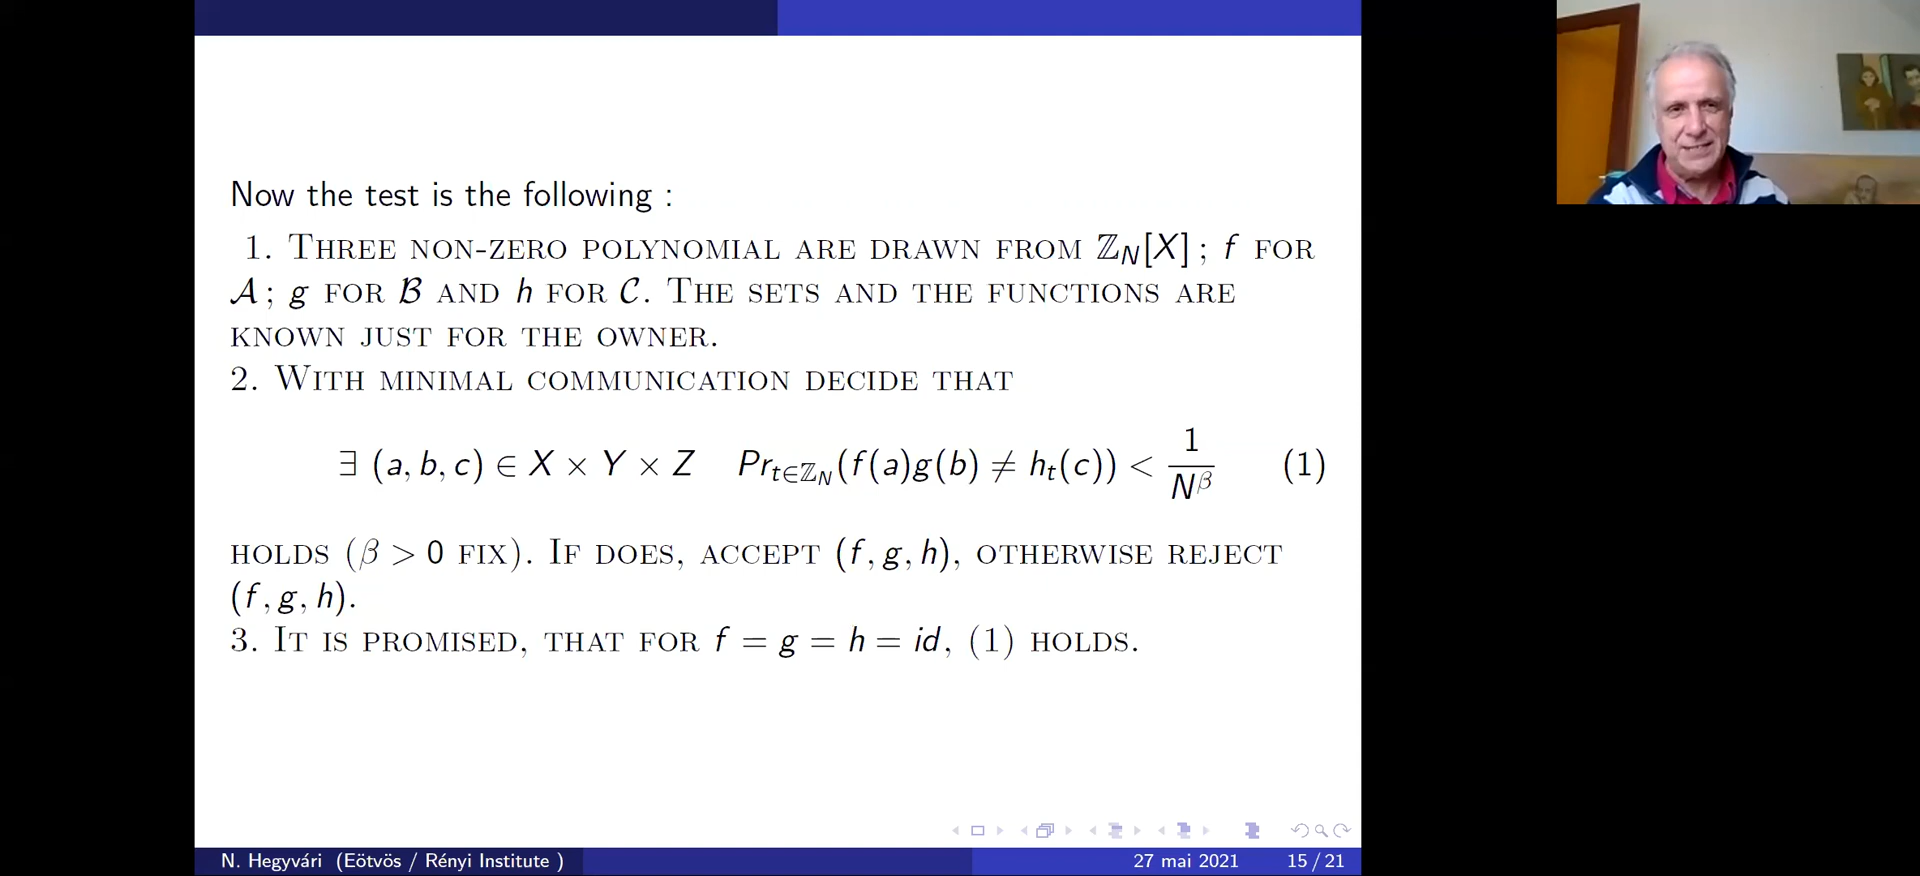 Now the test is the following :
1. Three non-zero polynomial are drawn from ℤ_N[X] ; f for
𝒜 ; g for ℬ and h for 𝒞. The sets and the functions are
known just for the owner.
2. With minimal communication decide that
∃ (a, b, c) ∈ X × Y × Z   Pr_{t∈ℤ_N}(f(a)g(b) ≠ h_t(c)) < 1/N^β   (1)
holds (β > 0 fix). If does, accept (f, g, h), otherwise reject
(f, g, h).
3. It is promised, that for f = g = h = id, (1) holds.
N. Hegyvári (Eötvös / Rényi Institute ) 27 mai 2021 15 / 21